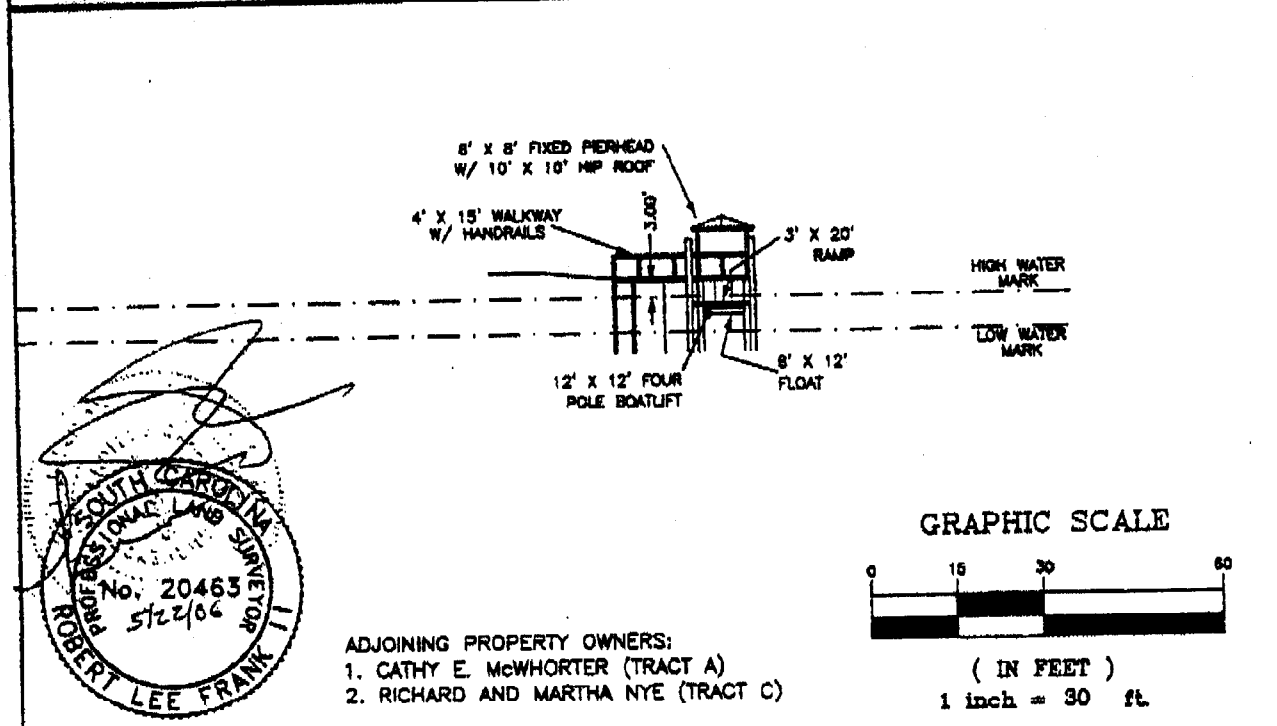 8' X 8' FIXED PIERHEAD
W/ 10' X 10' HIP ROOF
4' X 15' WALKWAY
W/ HANDRAILS
3.00'
3' X 20'
RAMP
HIGH WATER
MARK
LOW WATER
MARK
12' X 12' FOUR
POLE BOATLIFT
8' X 12'
FLOAT
SOUTH CAROLINA
PROFESSIONAL LAND SURVEYOR
No. 20463
5/22/06
ROBERT LEE FRANK II
GRAPHIC SCALE
0 15 30 60
( IN FEET )
1 inch = 30 ft.
ADJOINING PROPERTY OWNERS:
1. CATHY E. McWHORTER (TRACT A)
2. RICHARD AND MARTHA NYE (TRACT C)